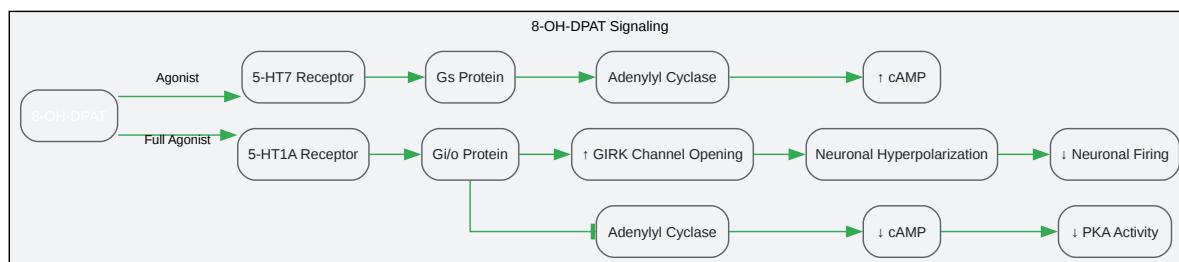 8-OH-DPAT Signaling
8-OH-DPAT
Agonist
5-HT7 Receptor
Gs Protein
Adenylyl Cyclase
↑ cAMP
Full Agonist
5-HT1A Receptor
Gi/o Protein
↑ GIRK Channel Opening
Neuronal Hyperpolarization
↓ Neuronal Firing
Adenylyl Cyclase
↓ cAMP
↓ PKA Activity